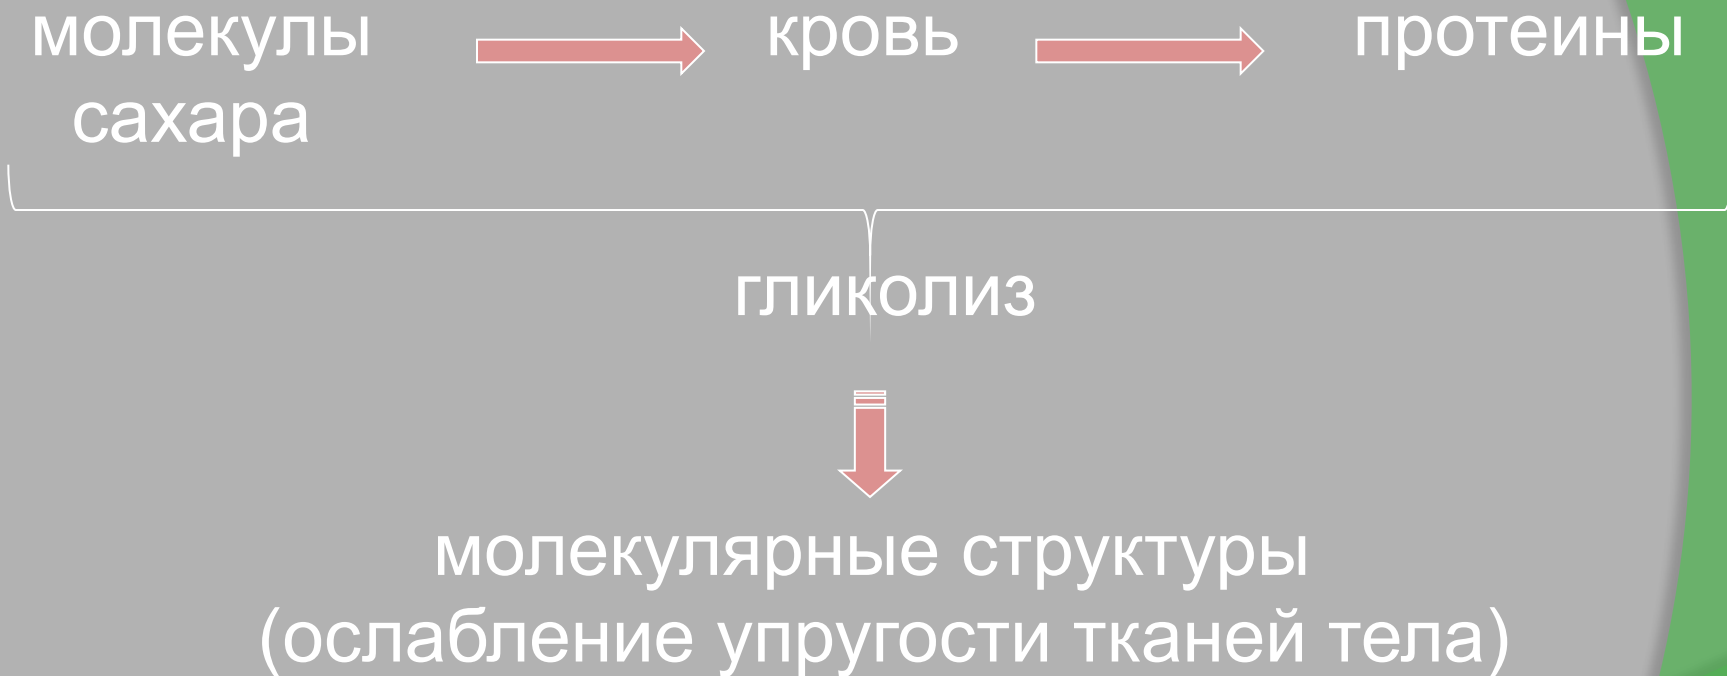 молекулы кровь протеины
сахара
гликолиз
молекулярные структуры
(ослабление упругости тканей тела)